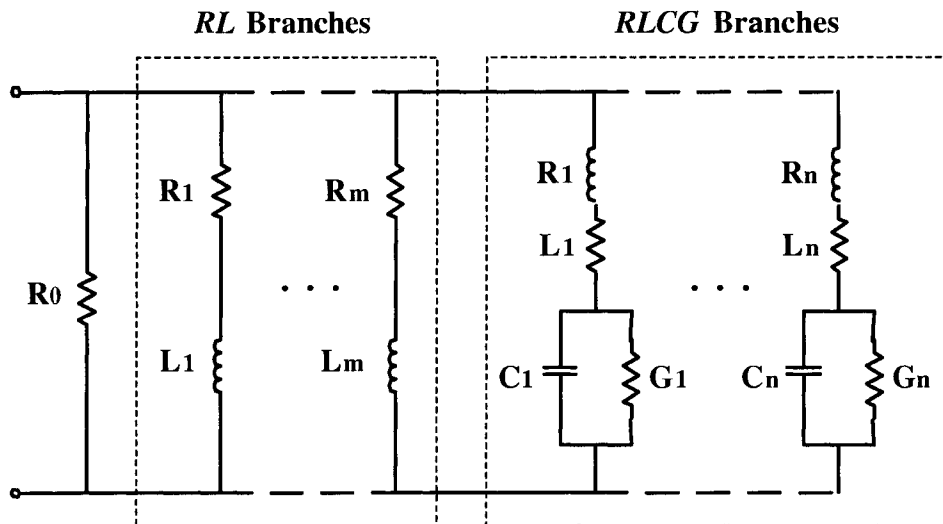 RL Branches
RLCG Branches
R0
R1
L1
Rm
Lm
. . .
R1
L1
C1
G1
. . .
Rn
Ln
Cn
Gn